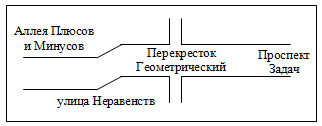 Аллея Плюсов
и Минусов
Перекресток
Геометрический
Проспект
Задач
улица Неравенств